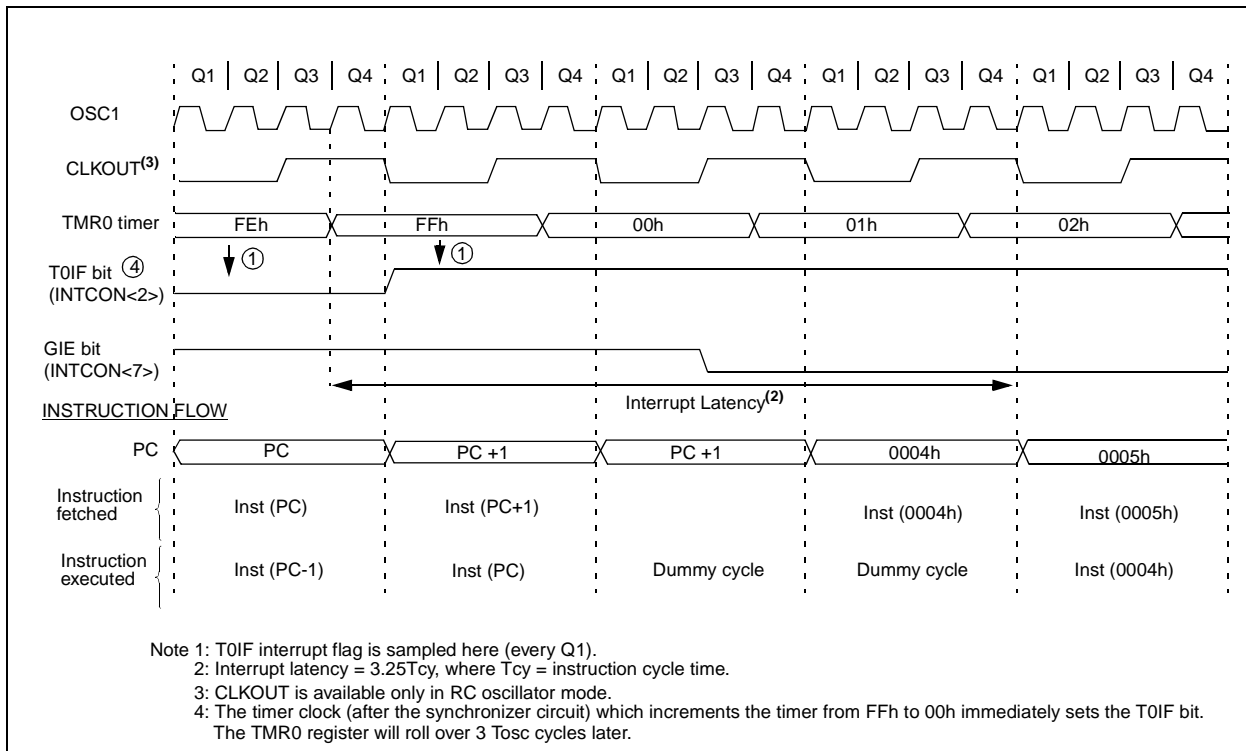 Q1 Q2 Q3 Q4 Q1 Q2 Q3 Q4 Q1 Q2 Q3 Q4 Q1 Q2 Q3 Q4 Q1 Q2 Q3 Q4
OSC1
CLKOUT(3)
TMR0 timer FEh FFh 00h 01h 02h
1 1
T0IF bit 4
(INTCON<2>)
GIE bit
(INTCON<7>)
Interrupt Latency(2)
INSTRUCTION FLOW
PC PC PC +1 PC +1 0004h 0005h
Instruction
fetched Inst (PC) Inst (PC+1) Inst (0004h) Inst (0005h)
Instruction
executed Inst (PC-1) Inst (PC) Dummy cycle Dummy cycle Inst (0004h)
Note 1: T0IF interrupt flag is sampled here (every Q1).
2: Interrupt latency = 3.25Tcy, where Tcy = instruction cycle time.
3: CLKOUT is available only in RC oscillator mode.
4: The timer clock (after the synchronizer circuit) which increments the timer from FFh to 00h immediately sets the T0IF bit.
The TMR0 register will roll over 3 Tosc cycles later.